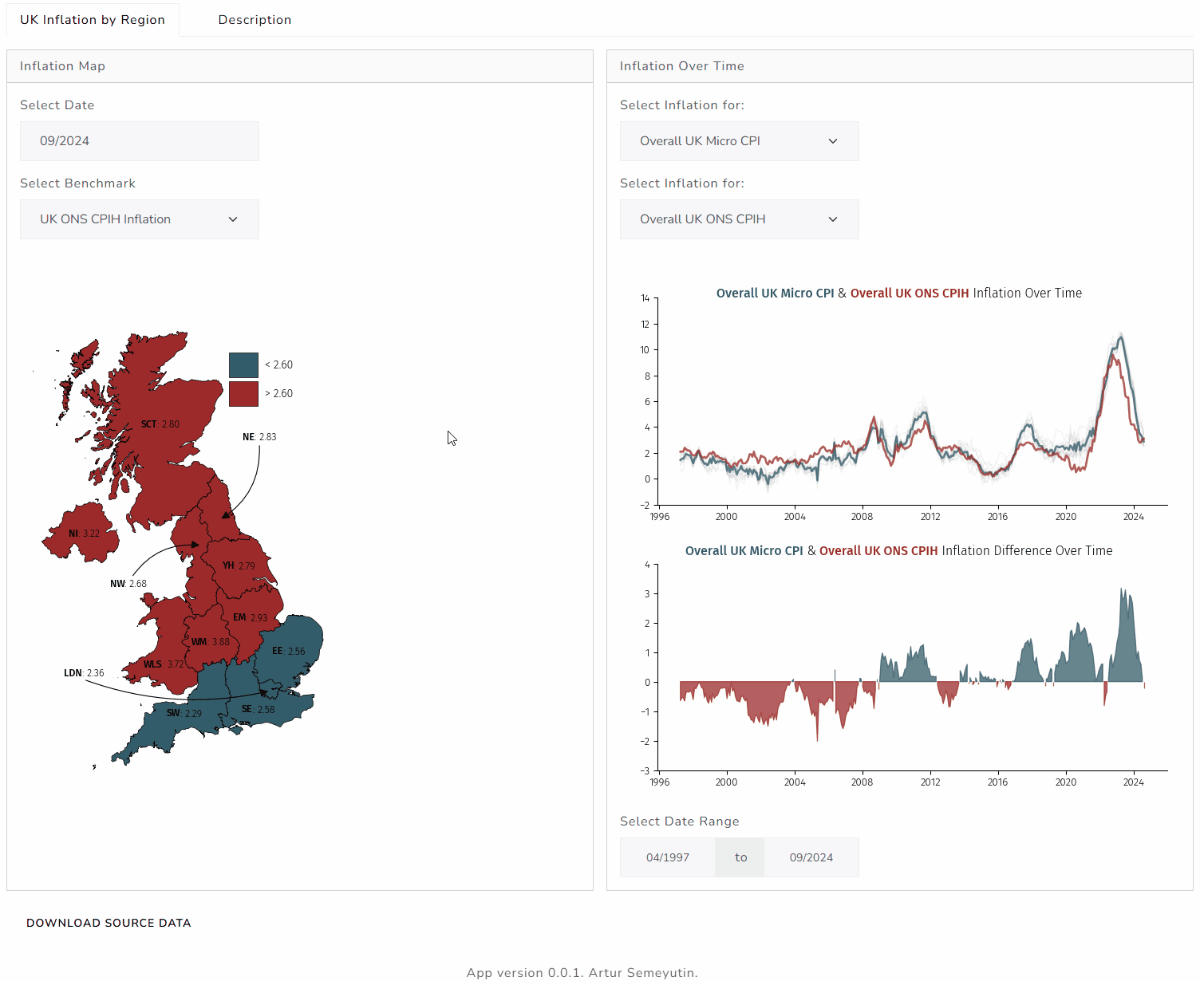 UK Inflation by Region
Description
Inflation Map
Select Date
09/2024
Select Benchmark
UK ONS CPIH Inflation
< 2.60
> 2.60
SCT: 2.80
NE: 2.83
NI: 3.22
YH: 2.79
NW: 2.68
EM: 2.93
WM: 3.88
EE: 2.56
WLS: 3.72
LDN: 2.36
SW: 2.29
SE: 2.58
Inflation Over Time
Select Inflation for:
Overall UK Micro CPI
Select Inflation for:
Overall UK ONS CPIH
Overall UK Micro CPI & Overall UK ONS CPIH Inflation Over Time
14
12
10
8
6
4
2
0
−2
1996 2000 2004 2008 2012 2016 2020 2024
Overall UK Micro CPI & Overall UK ONS CPIH Inflation Difference Over Time
4
3
2
1
0
−1
−2
−3
1996 2000 2004 2008 2012 2016 2020 2024
Select Date Range
04/1997 to 09/2024
DOWNLOAD SOURCE DATA
App version 0.0.1. Artur Semeyutin.